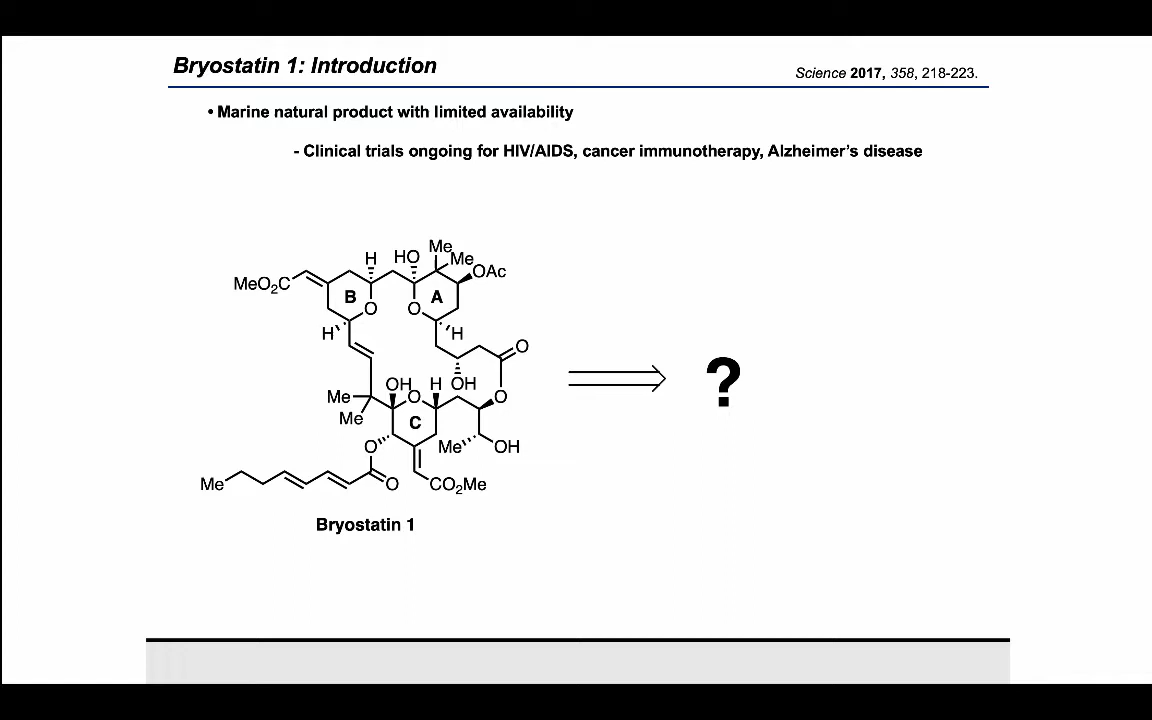 Bryostatin 1: Introduction
Science 2017, 358, 218-223.
• Marine natural product with limited availability
- Clinical trials ongoing for HIV/AIDS, cancer immunotherapy, Alzheimer’s disease
Me
H HO Me
OAc
MeO₂C
B A
O O
H H
O
OH O H OH
Me O
Me C
O Me OH
Me O CO₂Me
?
Bryostatin 1